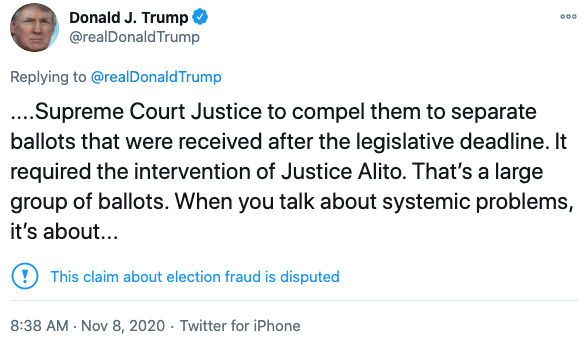 Donald J. Trump
@realDonaldTrump
Replying to @realDonaldTrump
....Supreme Court Justice to compel them to separate
ballots that were received after the legislative deadline. It
required the intervention of Justice Alito. That's a large
group of ballots. When you talk about systemic problems,
it's about...
This claim about election fraud is disputed
8:38 AM · Nov 8, 2020 · Twitter for iPhone